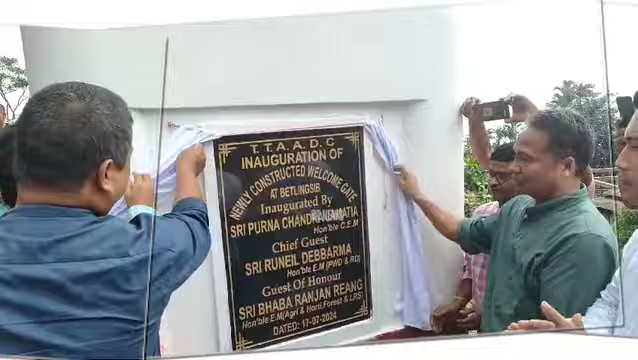 T.T.A.A.D.C
INAUGURATION OF
NEWLY CONSTRUCTED WELCOME GATE
AT BETLINGSIB
Inaugurated By
SRI PURNA CHANDRA JAMATIA
Hon'ble C.E.M
Chief Guest
SRI RUNEIL DEBBARMA
Hon'ble E.M (PWD & RD)
Guest Of Honour
SRI BHABA RANJAN REANG
Hon'ble E.M(Agri & Horti,Forest & LRS)
DATED: 17-07-2024